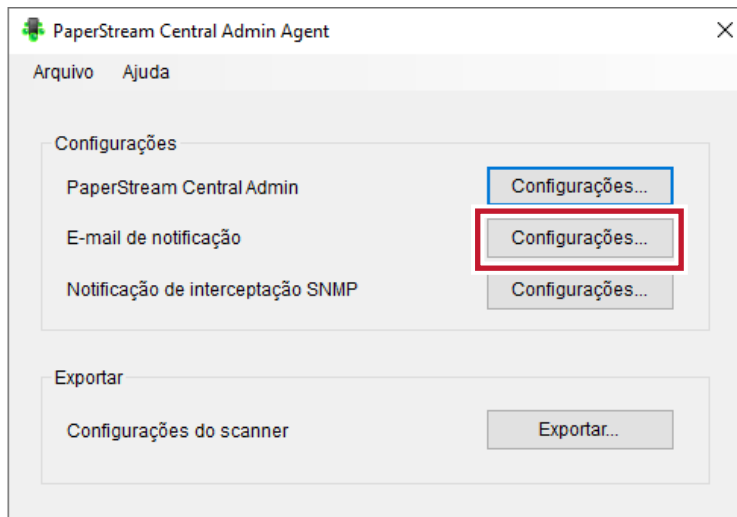 PaperStream Central Admin Agent
Arquivo Ajuda
Configurações
PaperStream Central Admin Configurações...
E-mail de notificação Configurações...
Notificação de interceptação SNMP Configurações...
Exportar
Configurações do scanner Exportar...